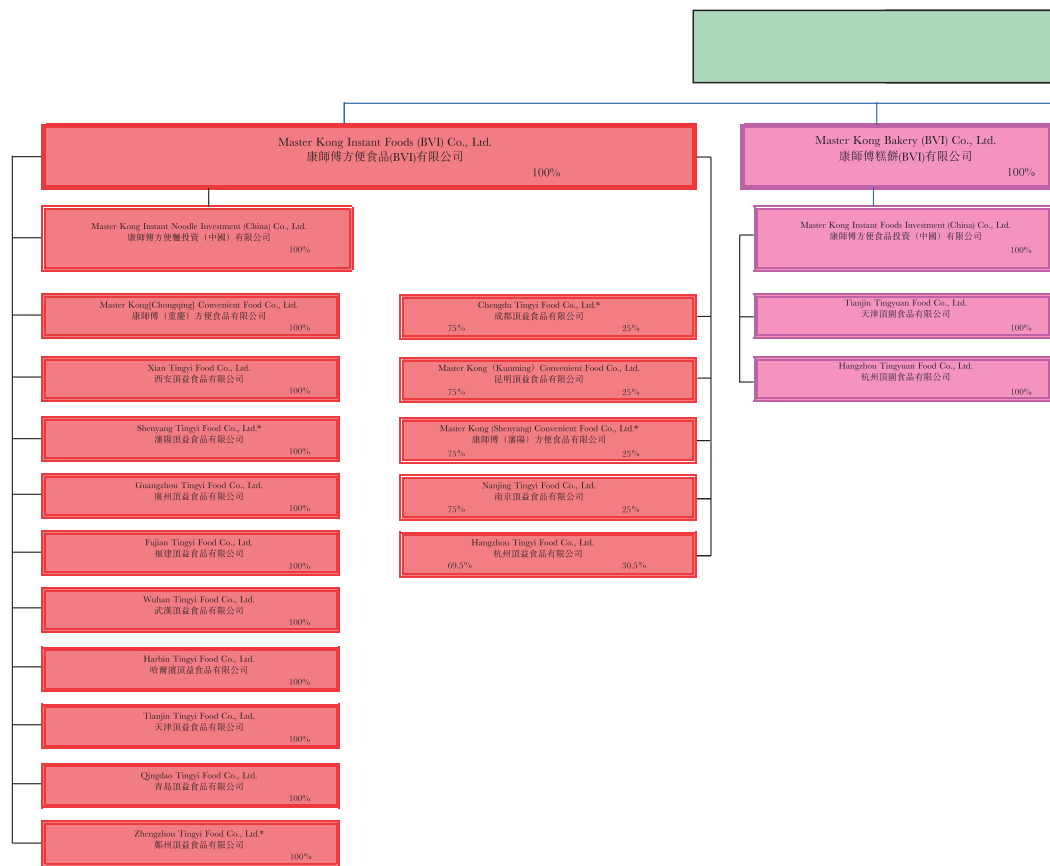 Master Kong Instant Foods (BVI) Co., Ltd.
康師傅方便食品(BVI)有限公司
100%
Master Kong Instant Noodle Investment (China) Co., Ltd.
康師傅方便麵投資（中國）有限公司
100%
Master Kong[Chongqing] Convenient Food Co., Ltd.
康師傅（重慶）方便食品有限公司
100%
Xian Tingyi Food Co., Ltd.
西安頂益食品有限公司
100%
Shenyang Tingyi Food Co., Ltd.*
瀋陽頂益食品有限公司
100%
Guangzhou Tingyi Food Co., Ltd.
廣州頂益食品有限公司
100%
Fujian Tingyi Food Co., Ltd.
福建頂益食品有限公司
100%
Wuhan Tingyi Food Co., Ltd.
武漢頂益食品有限公司
100%
Harbin Tingyi Food Co., Ltd.
哈爾濱頂益食品有限公司
100%
Tianjin Tingyi Food Co., Ltd.
天津頂益食品有限公司
100%
Qingdao Tingyi Food Co., Ltd.
青島頂益食品有限公司
100%
Zhengzhou Tingyi Food Co., Ltd.*
鄭州頂益食品有限公司
100%
Chengdu Tingyi Food Co., Ltd.*
成都頂益食品有限公司
75% 25%
Master Kong（Kunming）Convenient Food Co., Ltd.
昆明頂益食品有限公司
75% 25%
Master Kong (Shenyang) Convenient Food Co., Ltd.*
康師傅（瀋陽）方便食品有限公司
75% 25%
Nanjing Tingyi Food Co., Ltd.
南京頂益食品有限公司
75% 25%
Hangzhou Tingyi Food Co., Ltd.
杭州頂益食品有限公司
69.5% 30.5%
Master Kong Bakery (BVI) Co., Ltd.
康師傅糕餅(BVI)有限公司
100%
Master Kong Instant Foods Investment (China) Co., Ltd.
康師傅方便食品投資（中國）有限公司
100%
Tianjin Tingyuan Food Co., Ltd.
天津頂園食品有限公司
100%
Hangzhou Tingyuan Food Co., Ltd.
杭州頂園食品有限公司
100%